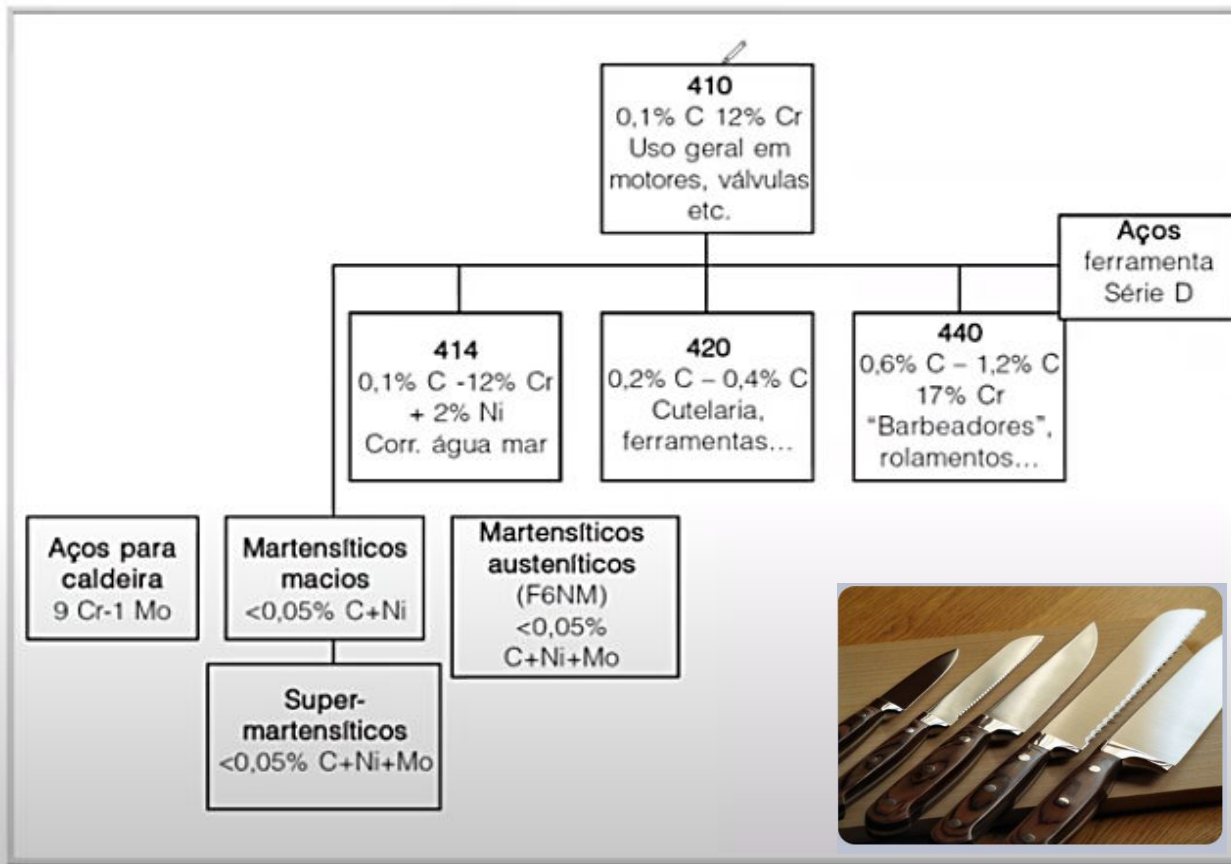 410
0,1% C 12% Cr
Uso geral em
motores, válvulas
etc.
Aços
ferramenta
Série D
414
0,1% C -12% Cr
+ 2% Ni
Corr. água mar
420
0,2% C – 0,4% C
Cutelaria,
ferramentas...
440
0,6% C – 1,2% C
17% Cr
“Barbeadores”,
rolamentos...
Aços para
caldeira
9 Cr-1 Mo
Martensíticos
macios
<0,05% C+Ni
Martensíticos
austeníticos
(F6NM)
<0,05%
C+Ni+Mo
Super-
martensíticos
<0,05% C+Ni+Mo